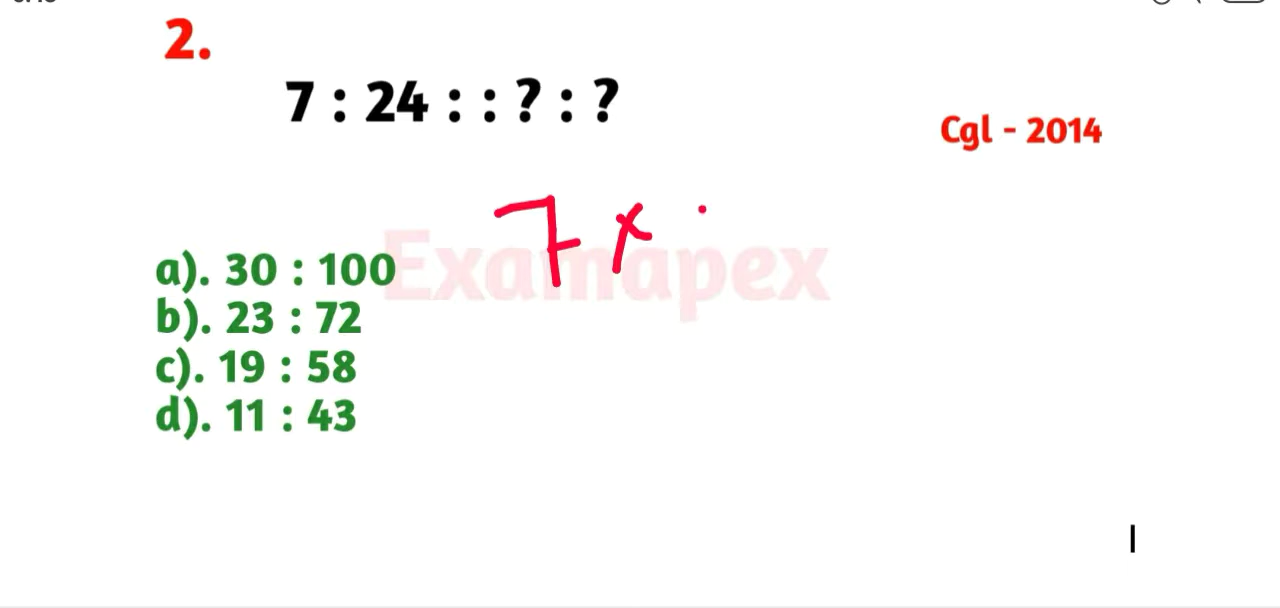 2.
7 : 24 : : ? : ?
Cgl - 2014
7 x
Examapex
a). 30 : 100
b). 23 : 72
c). 19 : 58
d). 11 : 43
|